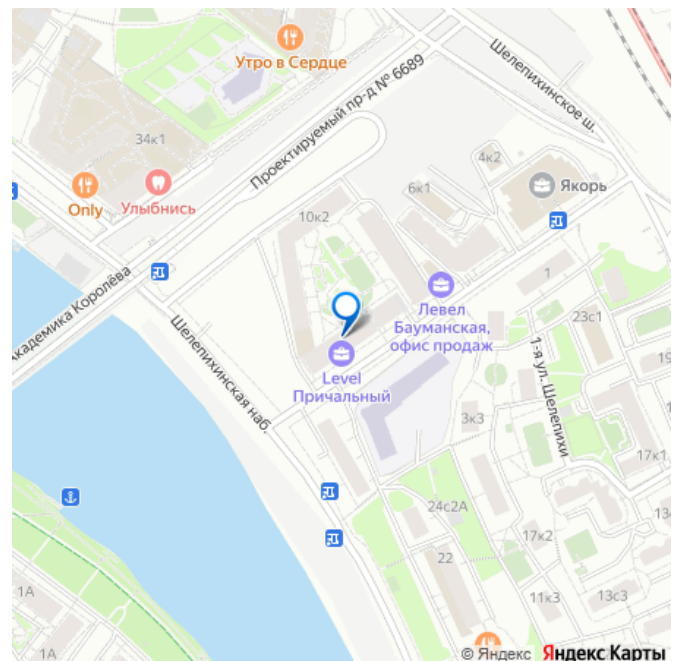 Утро в Сердце
Проектируемый пр-д № 6689
Шелепихинское ш.
34к1
4к2
6к1
Якорь
Only
Улыбнись
10к2
Академика Королёва
Шелепихинская наб.
Левел
Бауманская,
офис продаж
1
23с1
Level
Причальный
1-я ул. Шелепихи
19
3к3
17к1
24с2А
13
17к2
22
1А
11к3
13с3
1А
© Яндекс Яндекс Карты